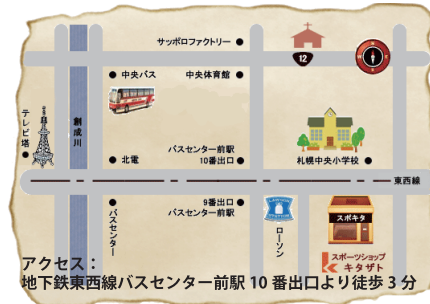 サッポロファクトリー
12
中央バス
中央体育館
テレビ塔
創成川
北電
バスセンター前駅
10番出口
札幌中央小学校
東西線
バスセンター
9番出口
バスセンター前駅
ローソン
スポキタ
スポーツショップ
キタザト
アクセス:
地下鉄東西線バスセンター前駅10番出口より徒歩3分